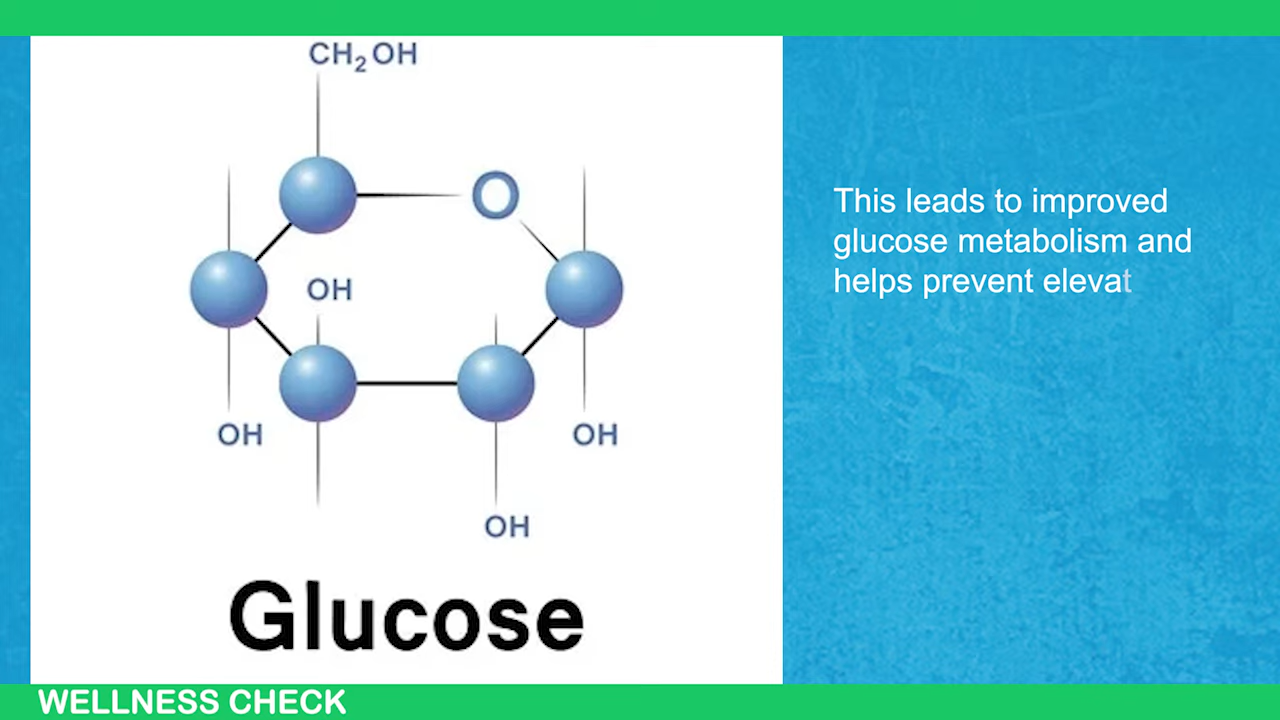 CH₂OH
O
OH
OH
OH
OH
Glucose
This leads to improved
glucose metabolism and
helps prevent elevat
WELLNESS CHECK